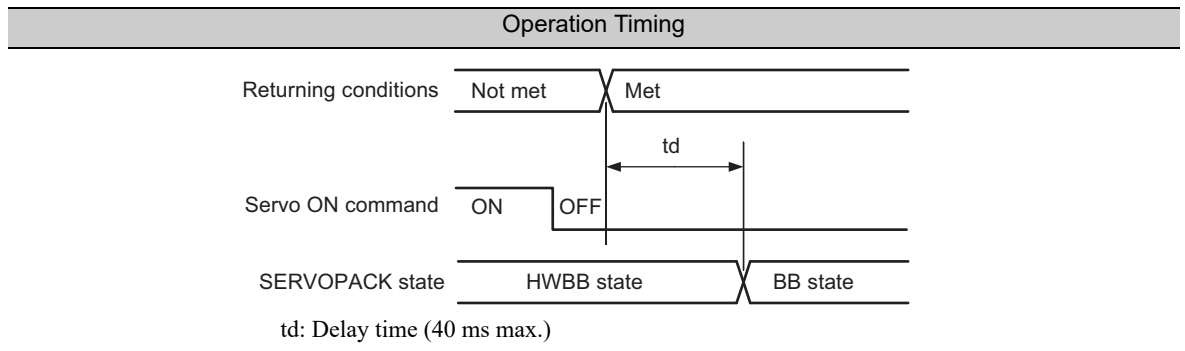 Operation Timing
Returning conditions Not met Met
td
Servo ON command ON OFF
SERVOPACK state HWBB state BB state
td: Delay time (40 ms max.)